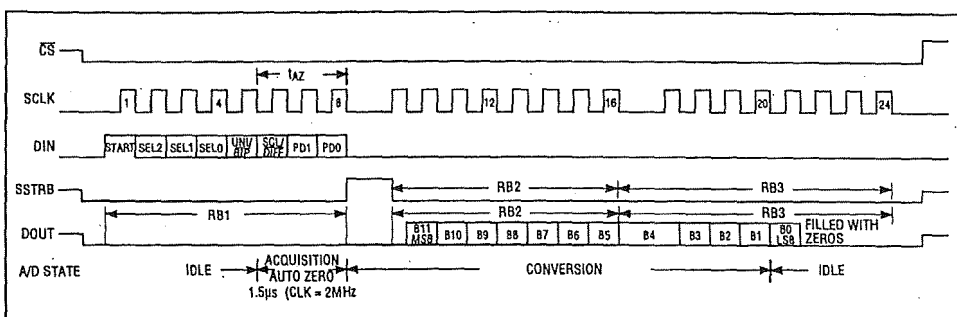 CS
tAZ
SCLK 1 4 8 12 16 20 24
DIN START SEL2 SEL1 SEL0 UNI/BIP SGL/DIFF PD1 PD0
SSTRB RB2 RB3
RB1 RB2 RB3
DOUT B11 MSB B10 B9 B8 B7 B6 B5 B4 B3 B2 B1 B0 LSB FILLED WITH ZEROS
A/D STATE IDLE ACQUISITION AUTO ZERO CONVERSION IDLE
1.5µs (CLK = 2MHz